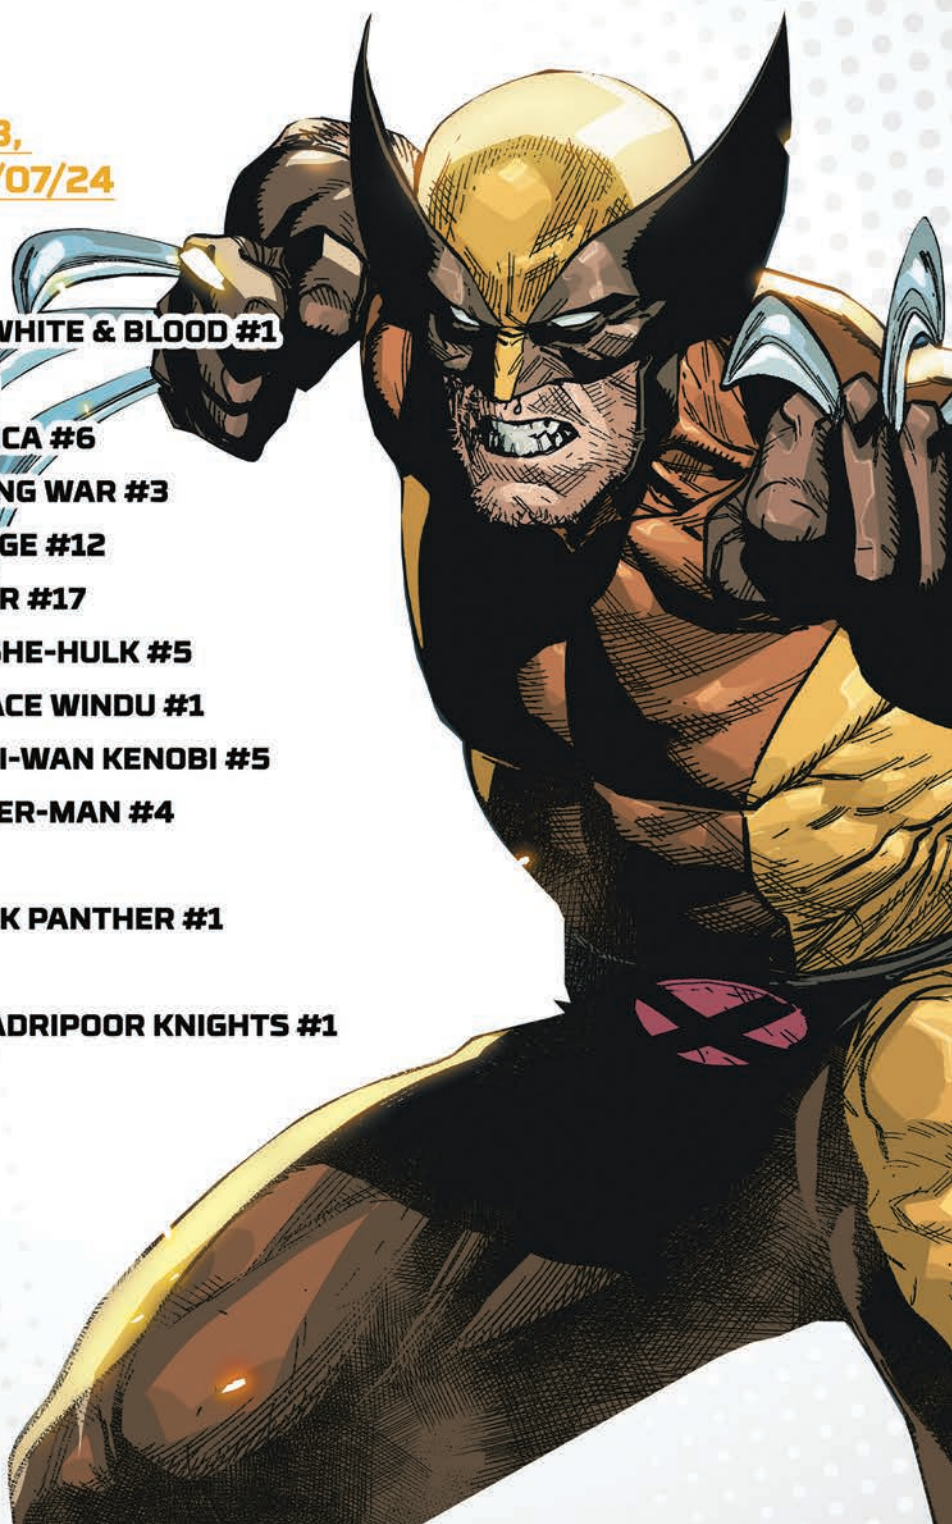 3,
/07/24
WHITE & BLOOD #1
CA #6
NG WAR #3
GE #12
R #17
SHE-HULK #5
ACE WINDU #1
I-WAN KENOBI #5
ER-MAN #4
K PANTHER #1
ADRIPOOR KNIGHTS #1